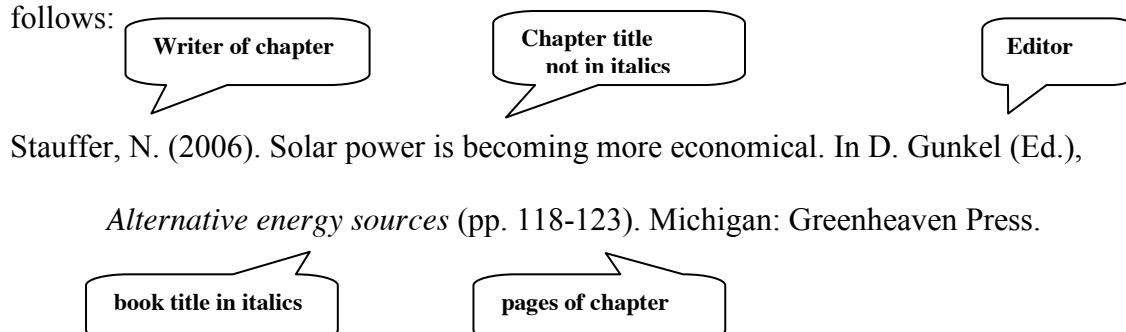 follows:
Writer of chapter
Chapter title
not in italics
Editor
Stauffer, N. (2006). Solar power is becoming more economical. In D. Gunkel (Ed.),
Alternative energy sources (pp. 118-123). Michigan: Greenheaven Press.
book title in italics
pages of chapter